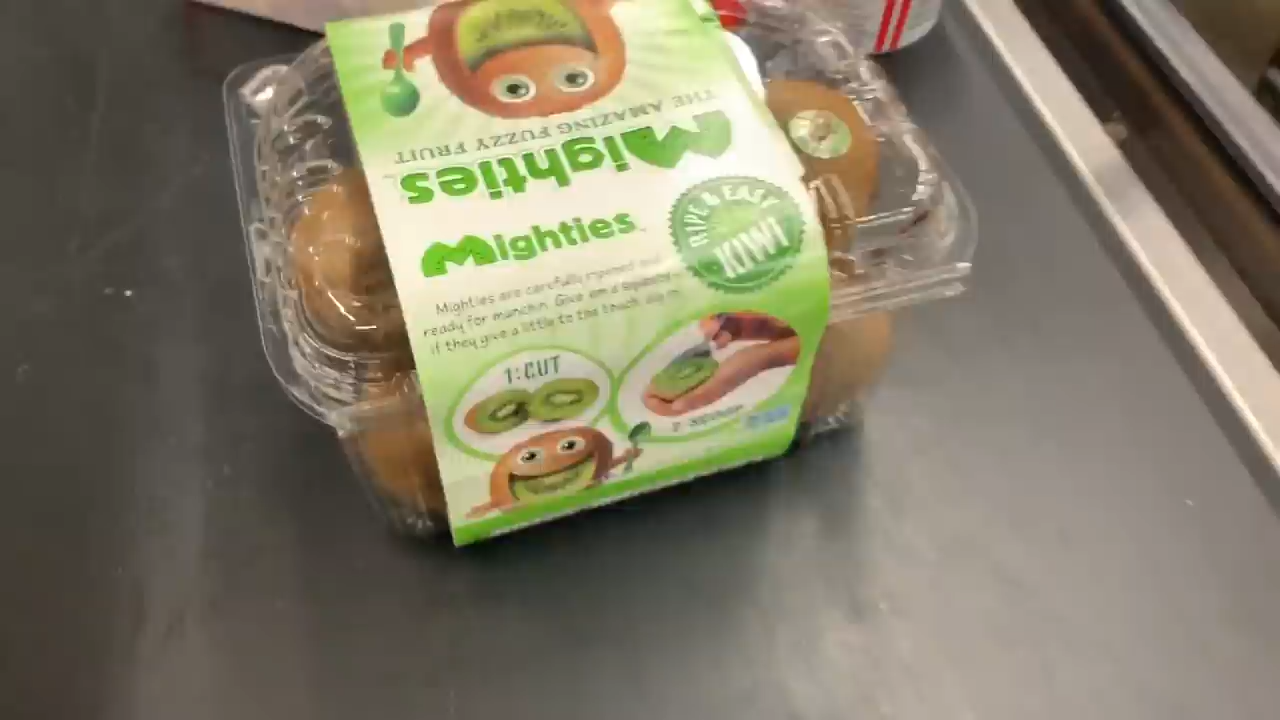 THE AMAZING FUZZY FRUIT
Mighties
Mighties
RIPE & EASY
KIWI
Mighties are carefully ripened and
ready for munchin. Give em a squeeze,
if they give a little to the touch dig in
1: CUT